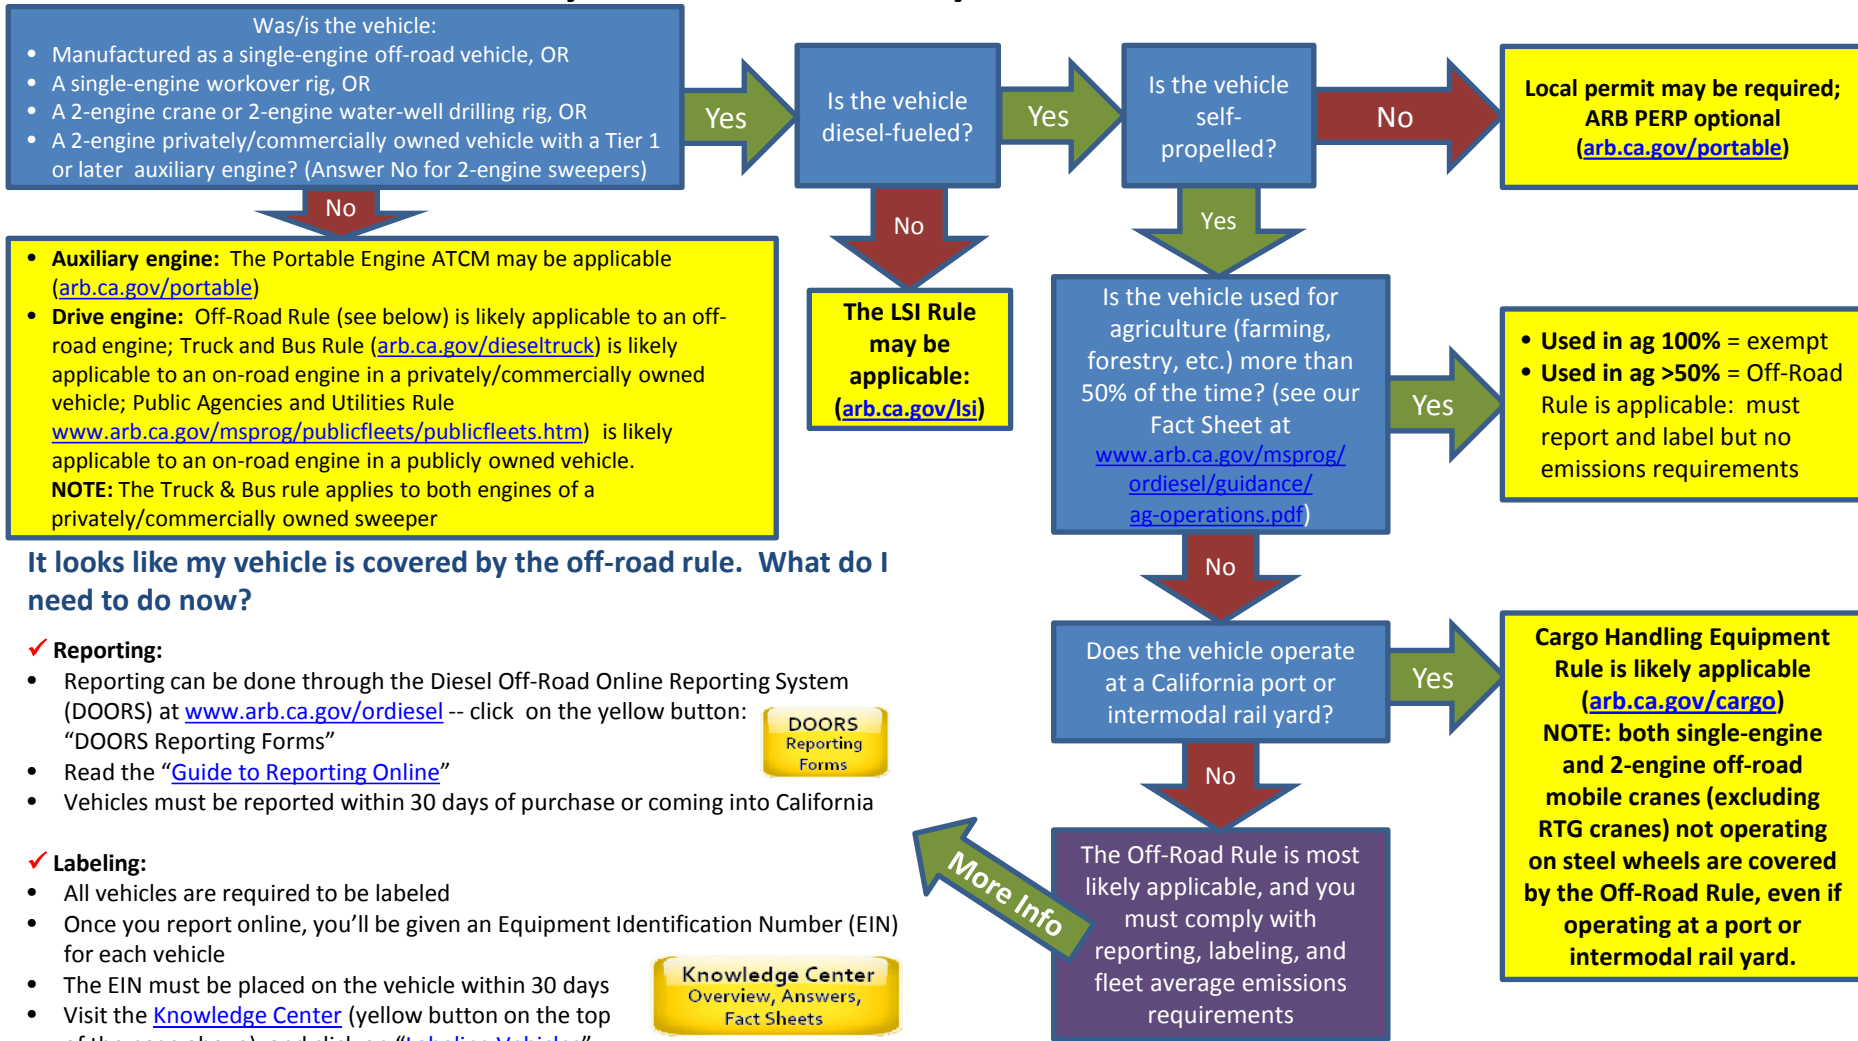 Was/is the vehicle:
• Manufactured as a single-engine off-road vehicle, OR
• A single-engine workover rig, OR
• A 2-engine crane or 2-engine water-well drilling rig, OR
• A 2-engine privately/commercially owned vehicle with a Tier 1
or later auxiliary engine? (Answer No for 2-engine sweepers)
Yes
Is the vehicle
diesel-fueled?
Yes
Is the vehicle
self-
propelled?
No
Local permit may be required;
ARB PERP optional
(arb.ca.gov/portable)
No
• Auxiliary engine: The Portable Engine ATCM may be applicable
(arb.ca.gov/portable)
• Drive engine: Off-Road Rule (see below) is likely applicable to an off-
road engine; Truck and Bus Rule (arb.ca.gov/dieseltruck) is likely
applicable to an on-road engine in a privately/commercially owned
vehicle; Public Agencies and Utilities Rule
www.arb.ca.gov/msprog/publicfleets/publicfleets.htm) is likely
applicable to an on-road engine in a publicly owned vehicle.
NOTE: The Truck & Bus rule applies to both engines of a
privately/commercially owned sweeper
No
The LSI Rule
may be
applicable:
(arb.ca.gov/lsi)
Yes
Is the vehicle used for
agriculture (farming,
forestry, etc.) more than
50% of the time? (see our
Fact Sheet at
www.arb.ca.gov/msprog/
ordiesel/guidance/
ag-operations.pdf)
Yes
• Used in ag 100% = exempt
• Used in ag >50% = Off-Road
Rule is applicable: must
report and label but no
emissions requirements
No
Does the vehicle operate
at a California port or
intermodal rail yard?
Yes
Cargo Handling Equipment
Rule is likely applicable
(arb.ca.gov/cargo)
NOTE: both single-engine
and 2-engine off-road
mobile cranes (excluding
RTG cranes) not operating
on steel wheels are covered
by the Off-Road Rule, even if
operating at a port or
intermodal rail yard.
No
The Off-Road Rule is most
likely applicable, and you
must comply with
reporting, labeling, and
fleet average emissions
requirements
More Info
It looks like my vehicle is covered by the off-road rule. What do I
need to do now?
✓ Reporting:
• Reporting can be done through the Diesel Off-Road Online Reporting System
(DOORS) at www.arb.ca.gov/ordiesel -- click on the yellow button:
“DOORS Reporting Forms”
DOORS
Reporting
Forms
• Read the “Guide to Reporting Online”
• Vehicles must be reported within 30 days of purchase or coming into California
✓ Labeling:
• All vehicles are required to be labeled
• Once you report online, you’ll be given an Equipment Identification Number (EIN)
for each vehicle
• The EIN must be placed on the vehicle within 30 days
• Visit the Knowledge Center (yellow button on the top
Knowledge Center
Overview, Answers,
Fact Sheets